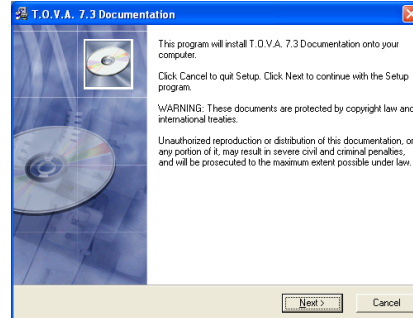 T.O.V.A. 7.3 Documentation
This program will install T.O.V.A. 7.3 Documentation onto your
computer.
Click Cancel to quit Setup. Click Next to continue with the Setup
program.
WARNING: These documents are protected by copyright law and
international treaties.
Unauthorized reproduction or distribution of this documentation, or
any portion of it, may result in severe civil and criminal penalties,
and will be prosecuted to the maximum extent possible under law.
Next >
Cancel